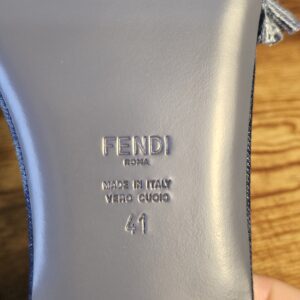 FENDI
ROMA
MADE IN ITALY
VERO CUOIO
41